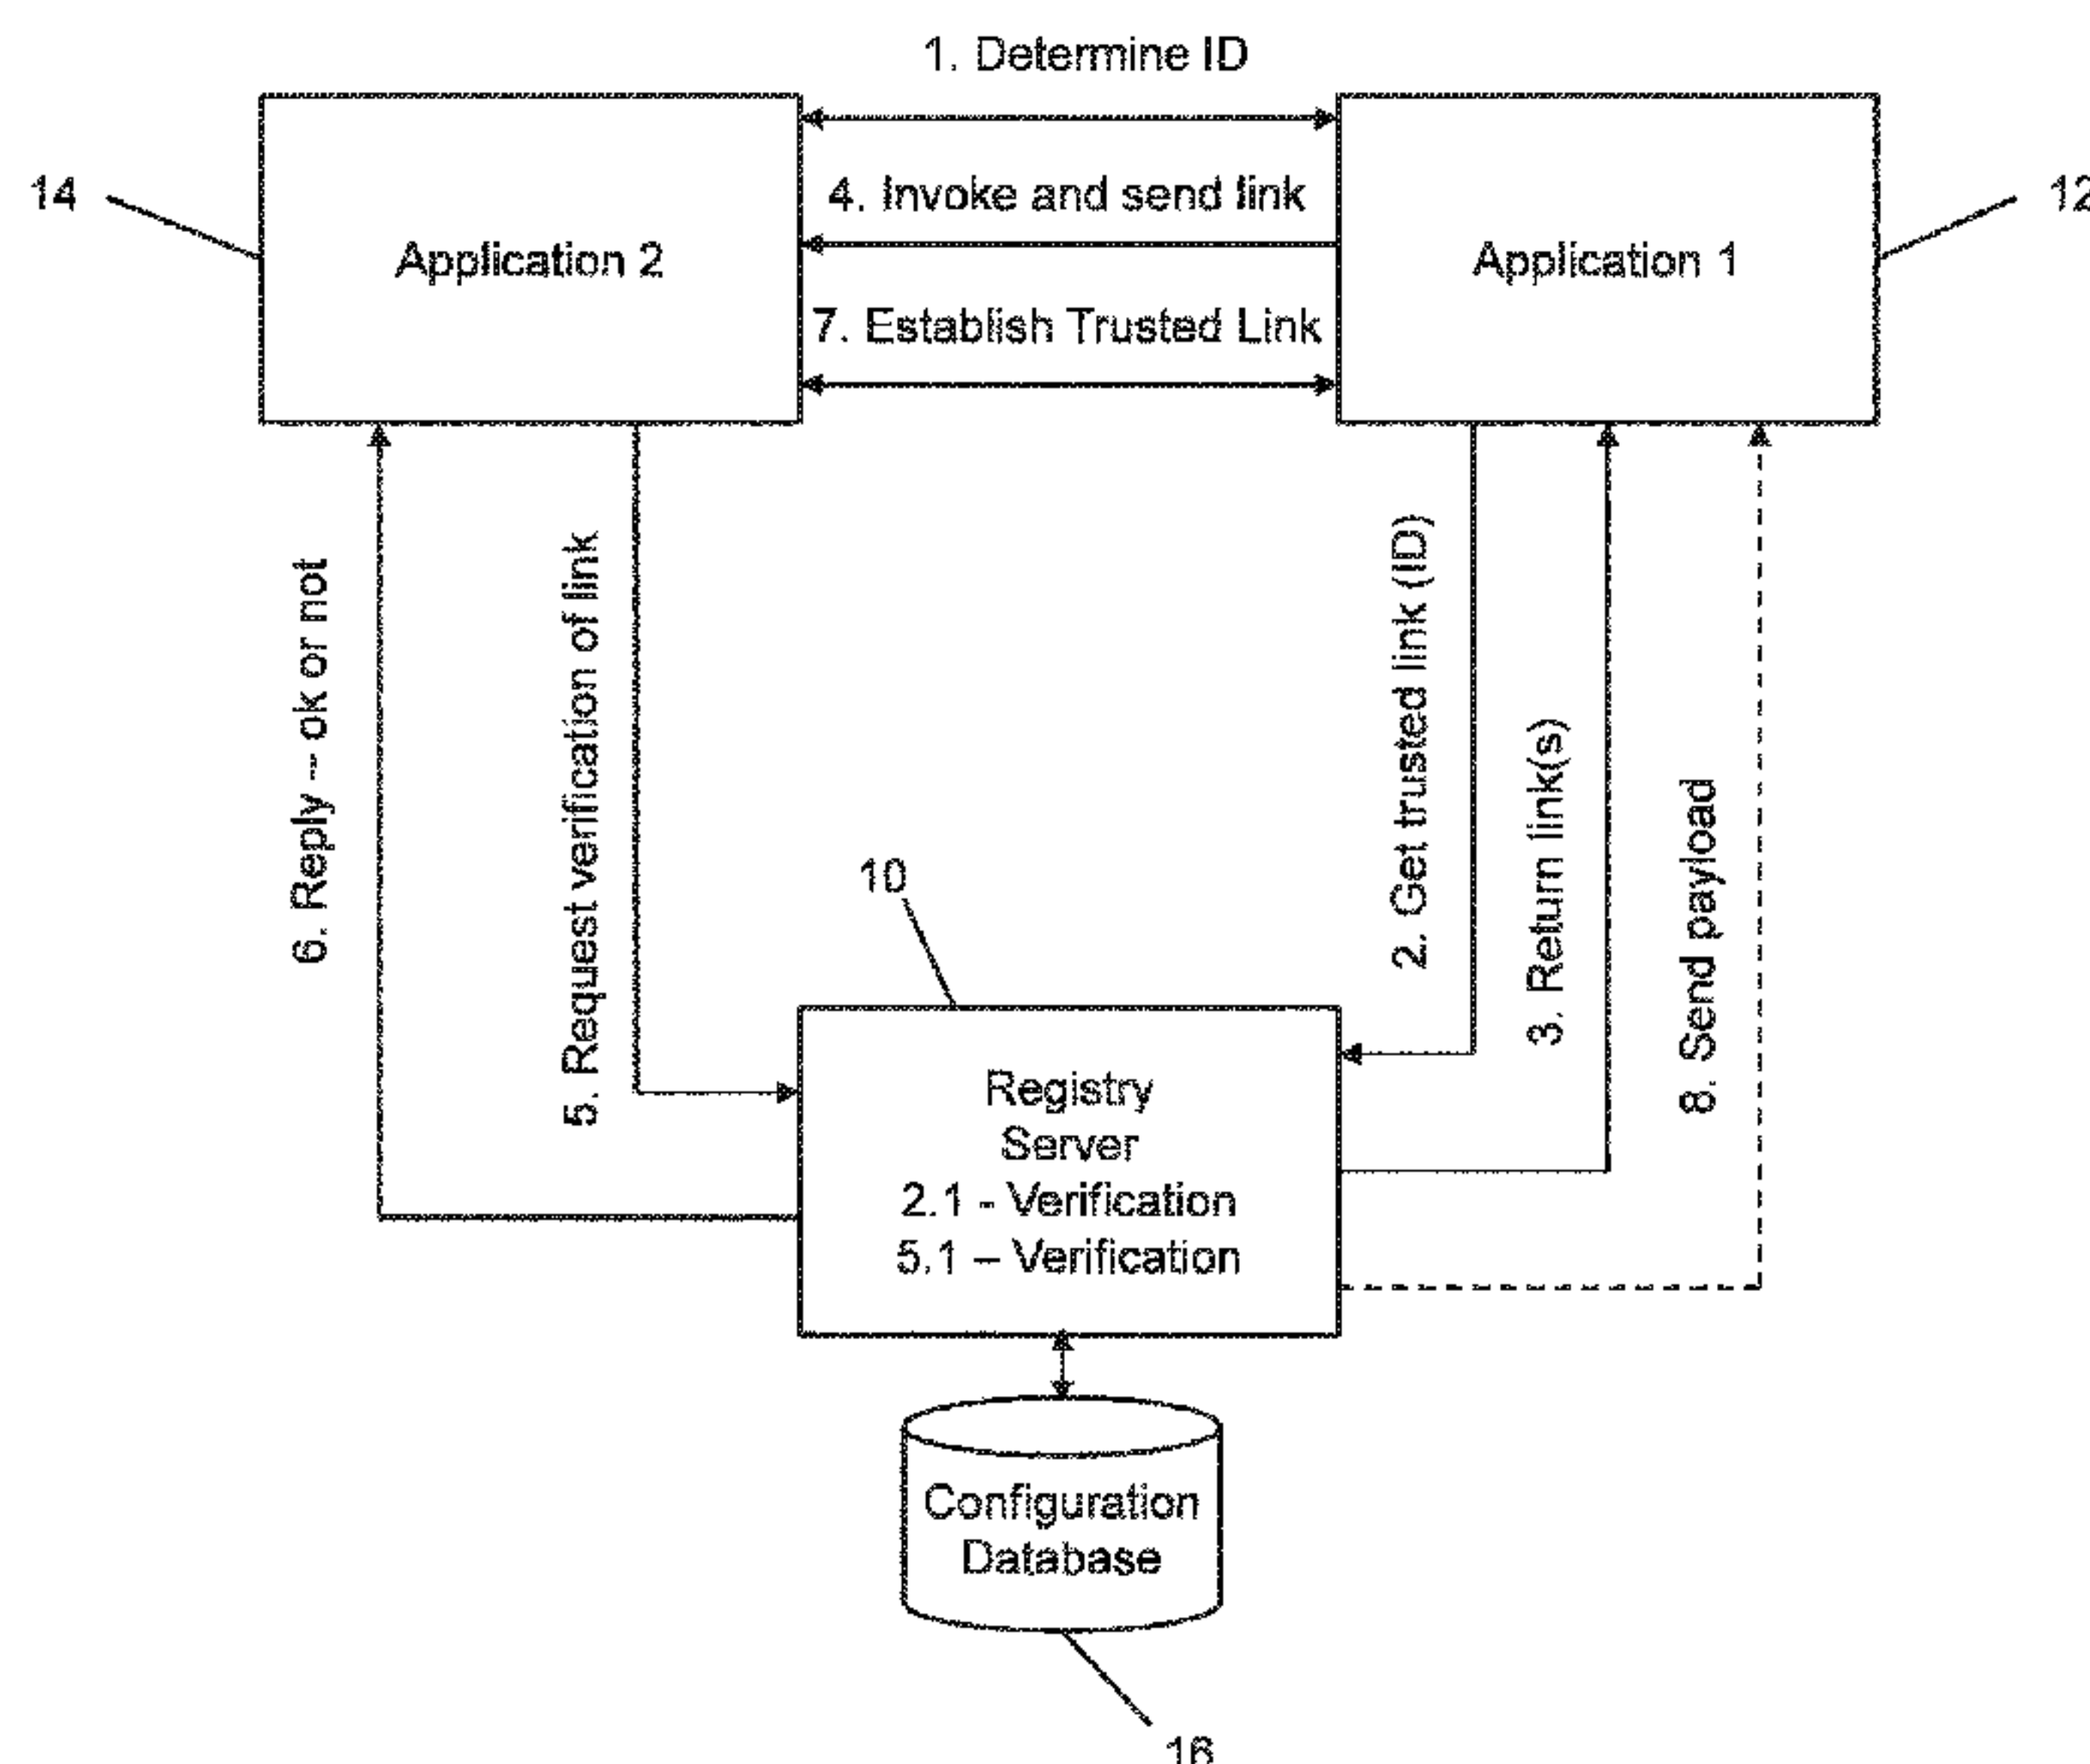 1. Determine ID
14
Application 2
4. Invoke and send link
7. Establish Trusted Link
Application 1
12
6. Reply – ok or not
5. Request verification of link
2. Get trusted link (ID)
3. Return link(s)
8. Send payload
10
Registry
Server
2.1 - Verification
5.1 – Verification
Configuration
Database
16